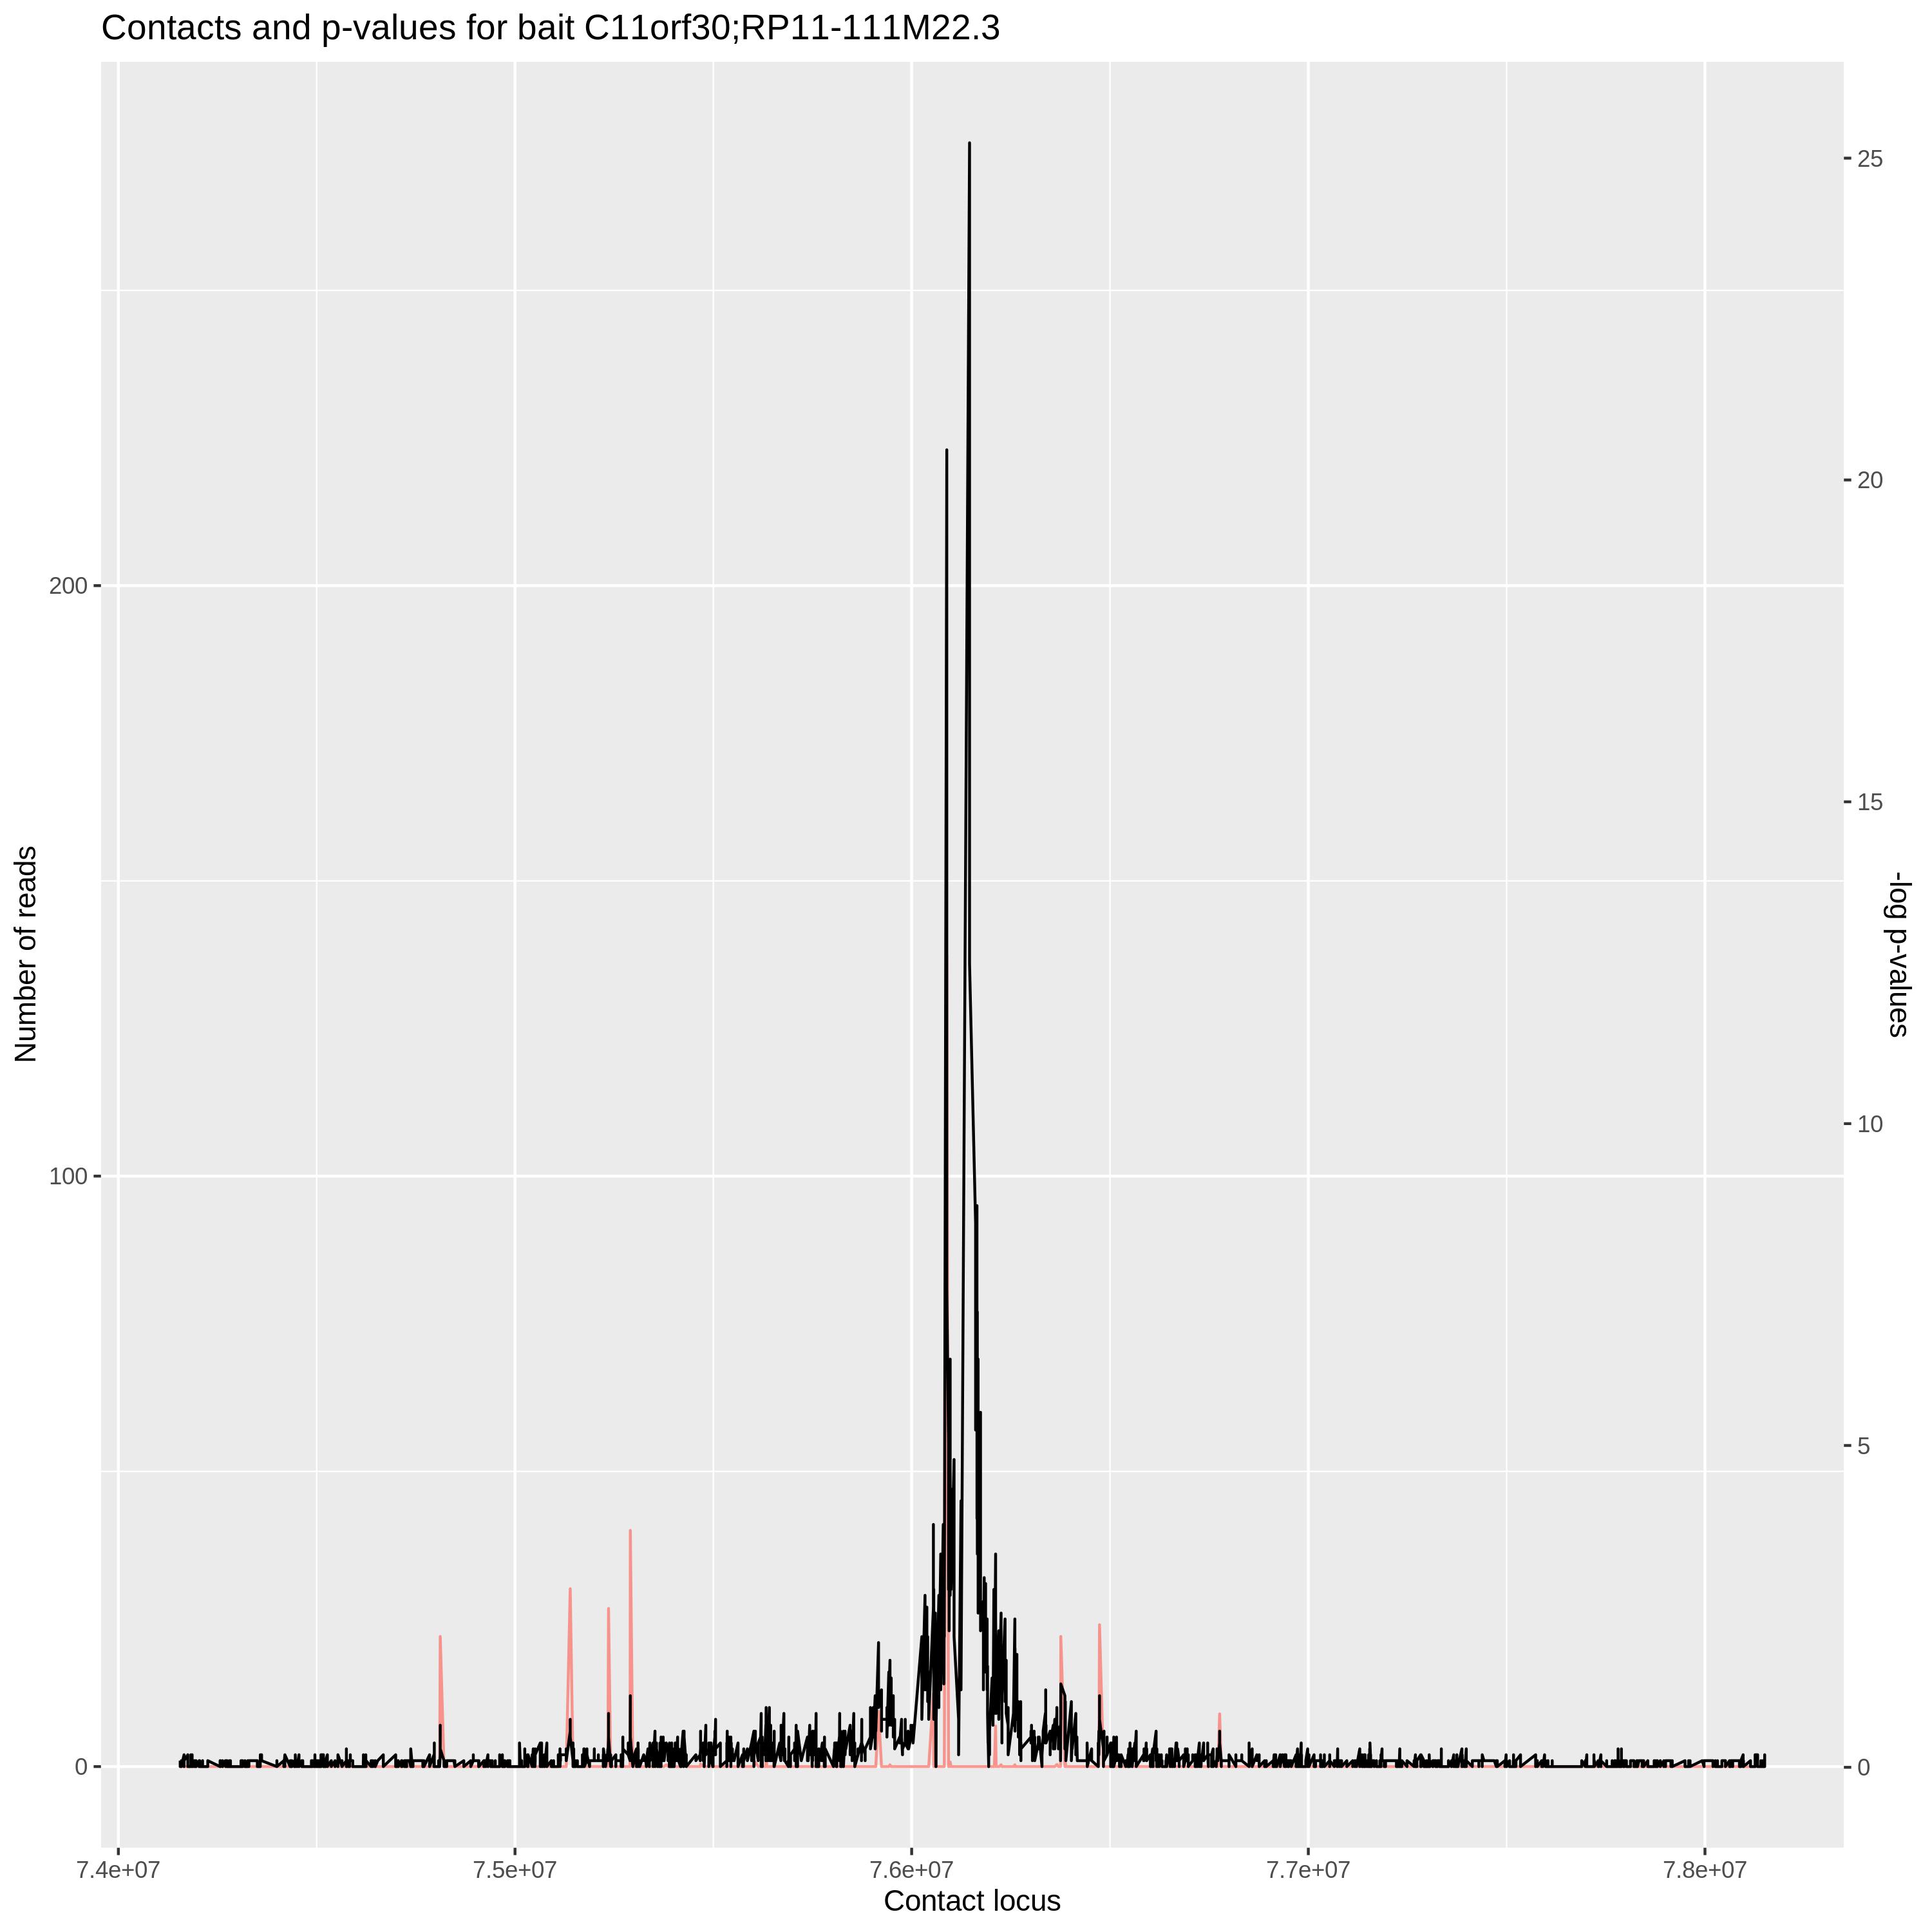 Contacts and p-values for bait C11orf30;RP11-111M22.3
Number of reads
200
100
0
25
20
15
10
5
0
-log p-values
7.4e+07
7.5e+07
7.6e+07
7.7e+07
7.8e+07
Contact locus